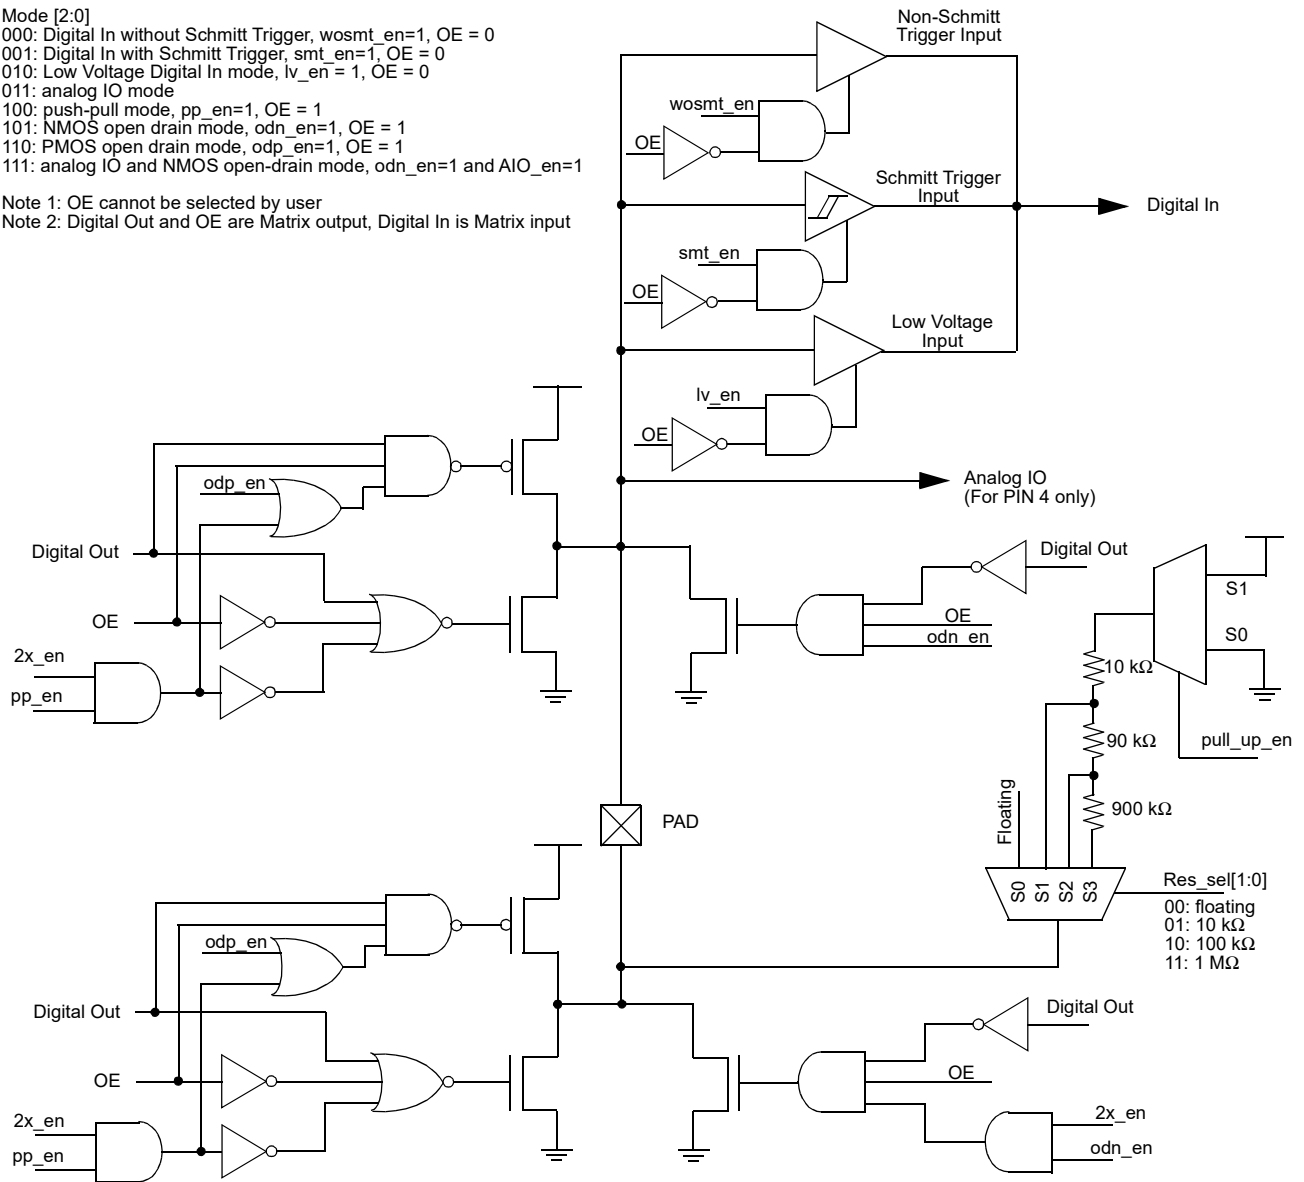 Mode [2:0]
000: Digital In without Schmitt Trigger, wosmt_en=1, OE = 0
001: Digital In with Schmitt Trigger, smt_en=1, OE = 0
010: Low Voltage Digital In mode, lv_en = 1, OE = 0
011: analog IO mode
100: push-pull mode, pp_en=1, OE = 1
101: NMOS open drain mode, odn_en=1, OE = 1
110: PMOS open drain mode, odp_en=1, OE = 1
111: analog IO and NMOS open-drain mode, odn_en=1 and AIO_en=1
Note 1: OE cannot be selected by user
Note 2: Digital Out and OE are Matrix output, Digital In is Matrix input
Non-Schmitt
Trigger Input
wosmt_en
OE
Schmitt Trigger
Input
Digital In
smt_en
OE
Low Voltage
Input
lv_en
OE
Analog IO
(For PIN 4 only)
odp_en
Digital Out
OE
2x_en
pp_en
Digital Out
OE
odn_en
S1
S0
10 kΩ
90 kΩ
900 kΩ
pull_up_en
Floating
S0
S1
S2
S3
Res_sel[1:0]
00: floating
01: 10 kΩ
10: 100 kΩ
11: 1 MΩ
PAD
odp_en
Digital Out
OE
2x_en
pp_en
Digital Out
OE
2x_en
odn_en